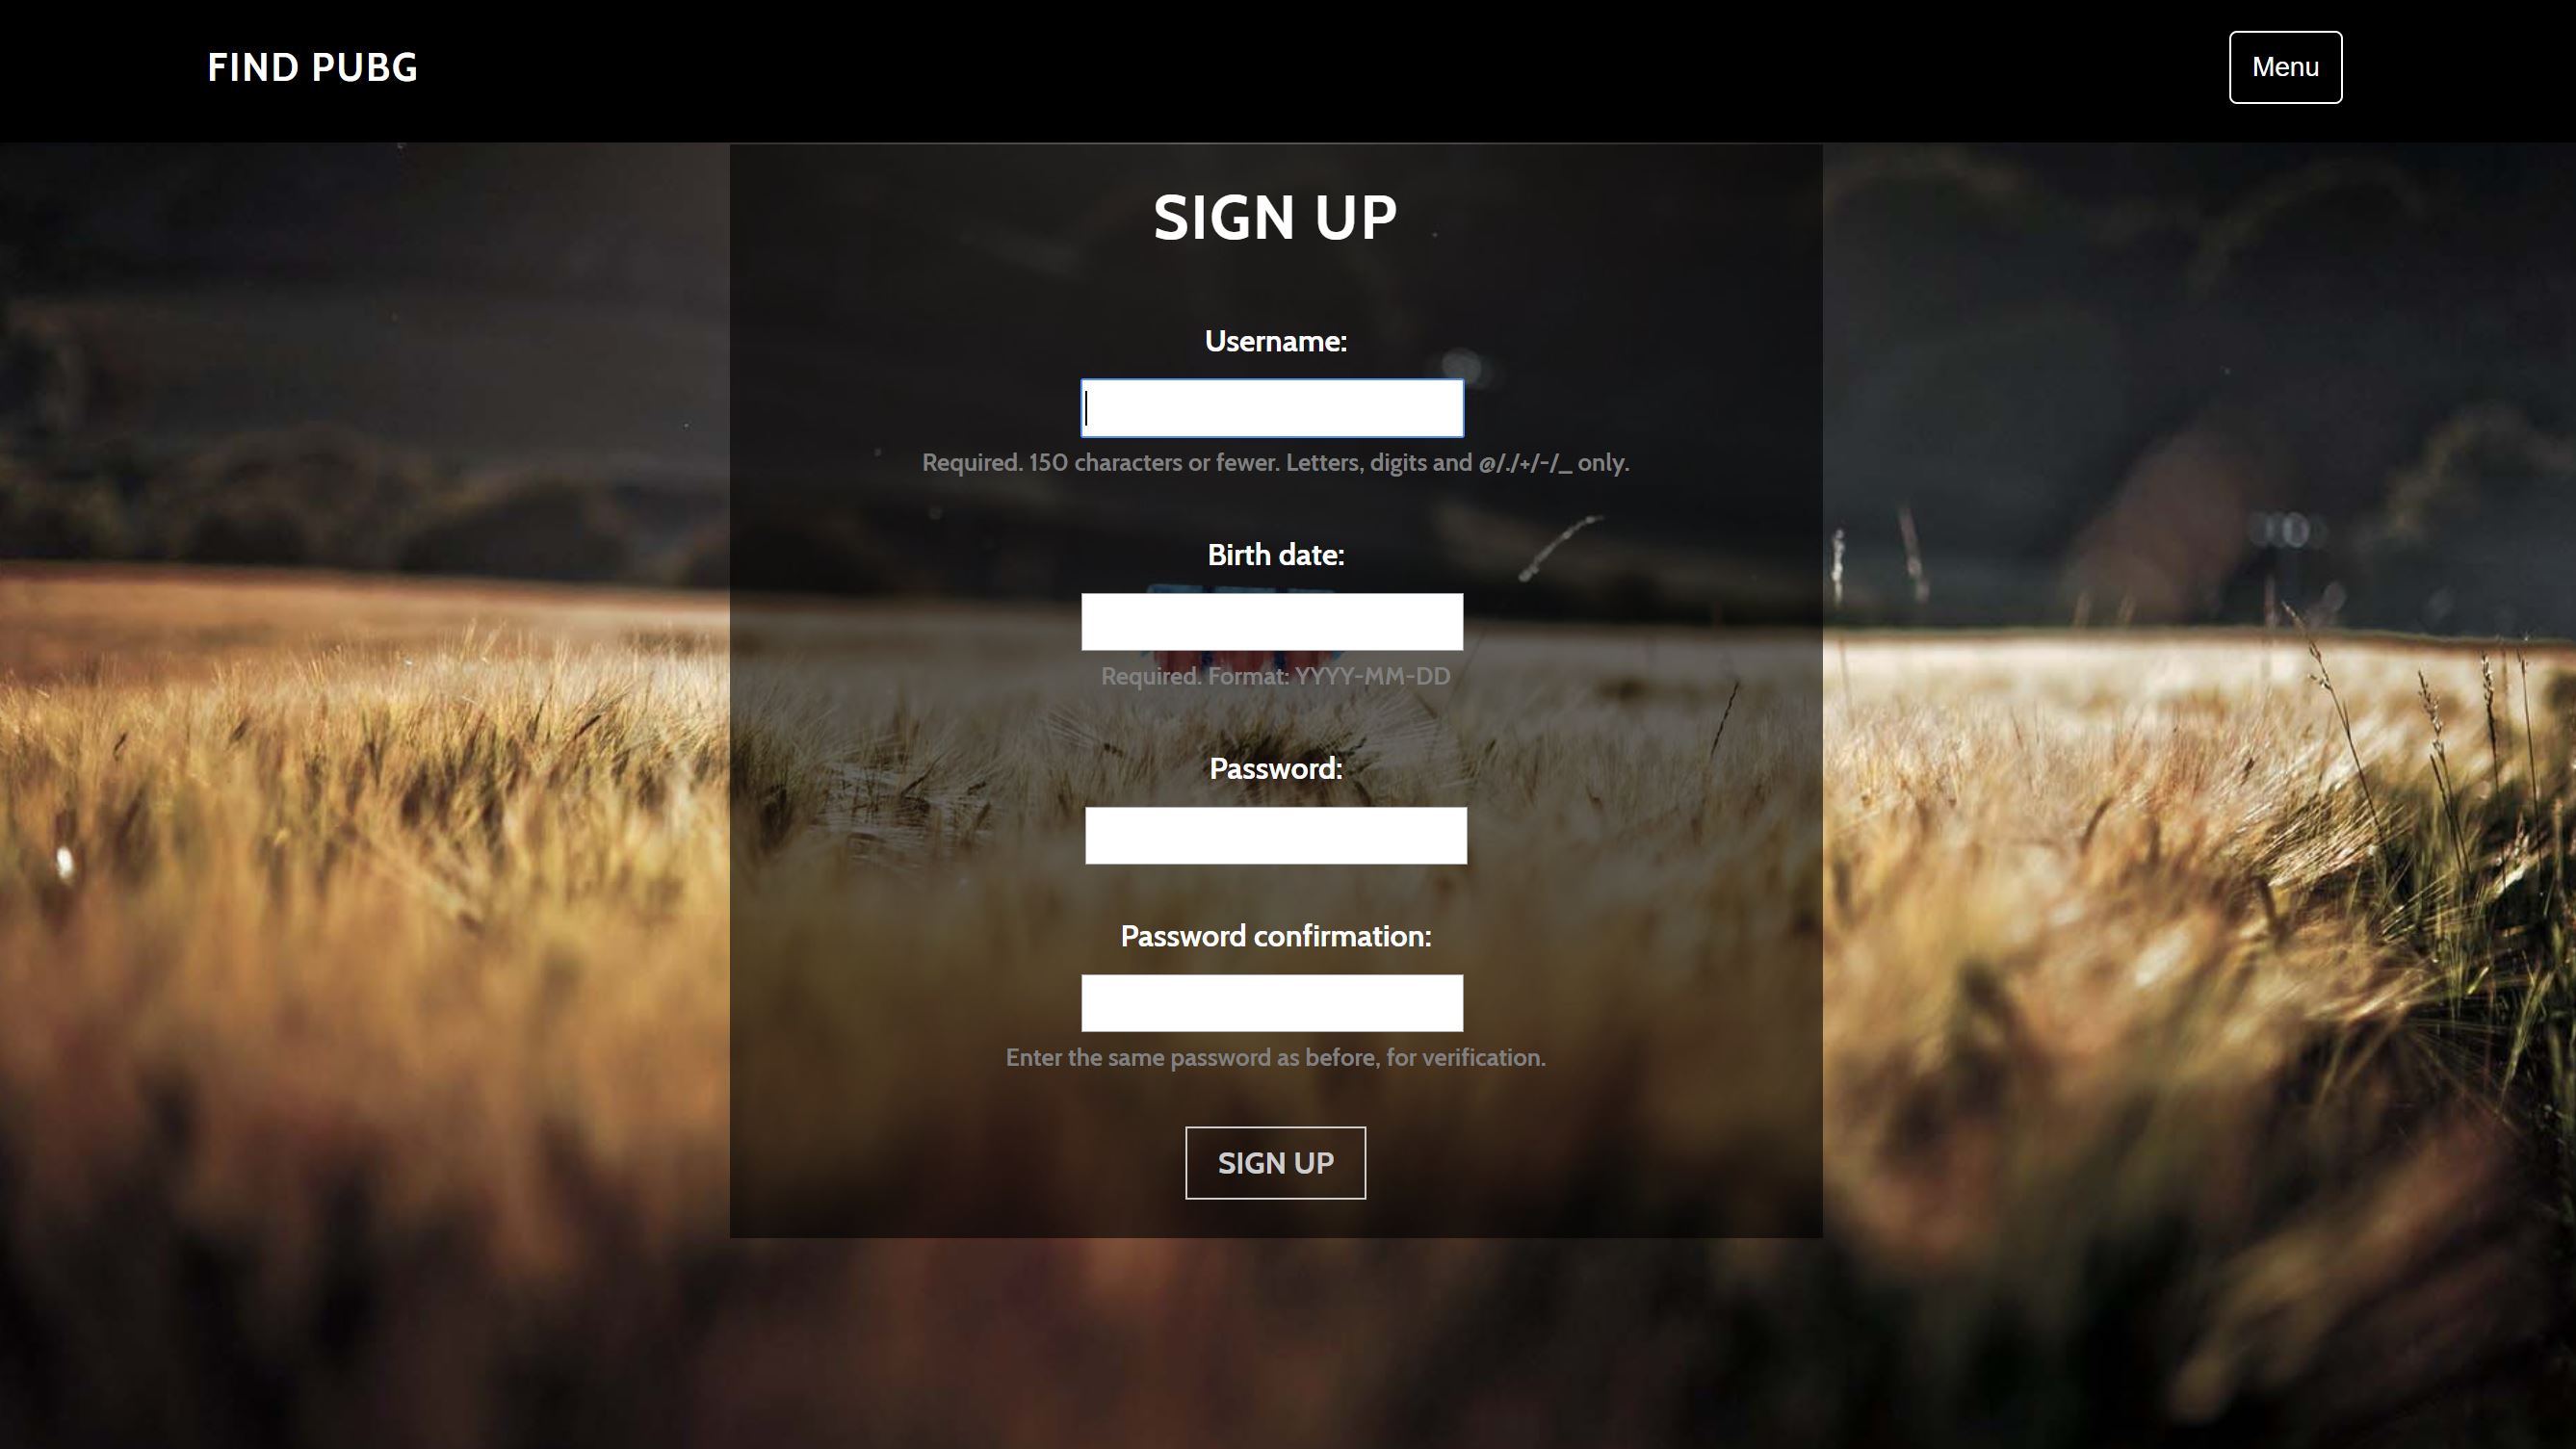 FIND PUBG
Menu
SIGN UP
Username:
Required. 150 characters or fewer. Letters, digits and @/./+/-/_ only.
Birth date:
Required. Format: YYYY-MM-DD
Password:
Password confirmation:
Enter the same password as before, for verification.
SIGN UP